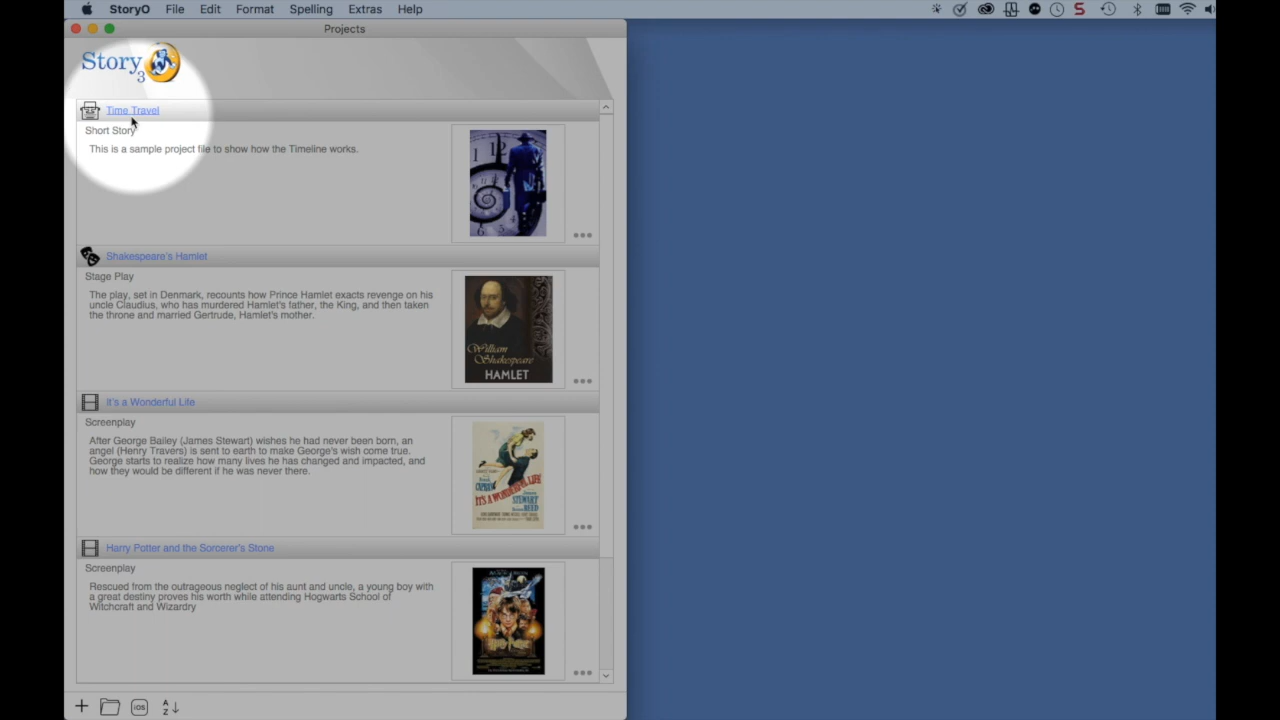 StoryO File Edit Format Spelling Extras Help
Projects
Story
3
Time Travel
Short Story
This is a sample project file to show how the Timeline works.
12
Shakespeare's Hamlet
Stage Play
The play, set in Denmark, recounts how Prince Hamlet exacts revenge on his
uncle Claudius, who has murdered Hamlet's father, the King, and then taken
the throne and married Gertrude, Hamlet's mother.
William
Shakespeare
HAMLET
It's a Wonderful Life
Screenplay
After George Bailey (James Stewart) wishes he had never been born, an
angel (Henry Travers) is sent to earth to make George's wish come true.
George starts to realize how many lives he has changed and impacted, and
how they would be different if he was never there.
IT'S A WONDERFUL LIFE
STEWART
REED
Harry Potter and the Sorcerer's Stone
Screenplay
Rescued from the outrageous neglect of his aunt and uncle, a young boy with
a great destiny proves his worth while attending Hogwarts School of
Witchcraft and Wizardry
Harry Potter
iOS
A
Z